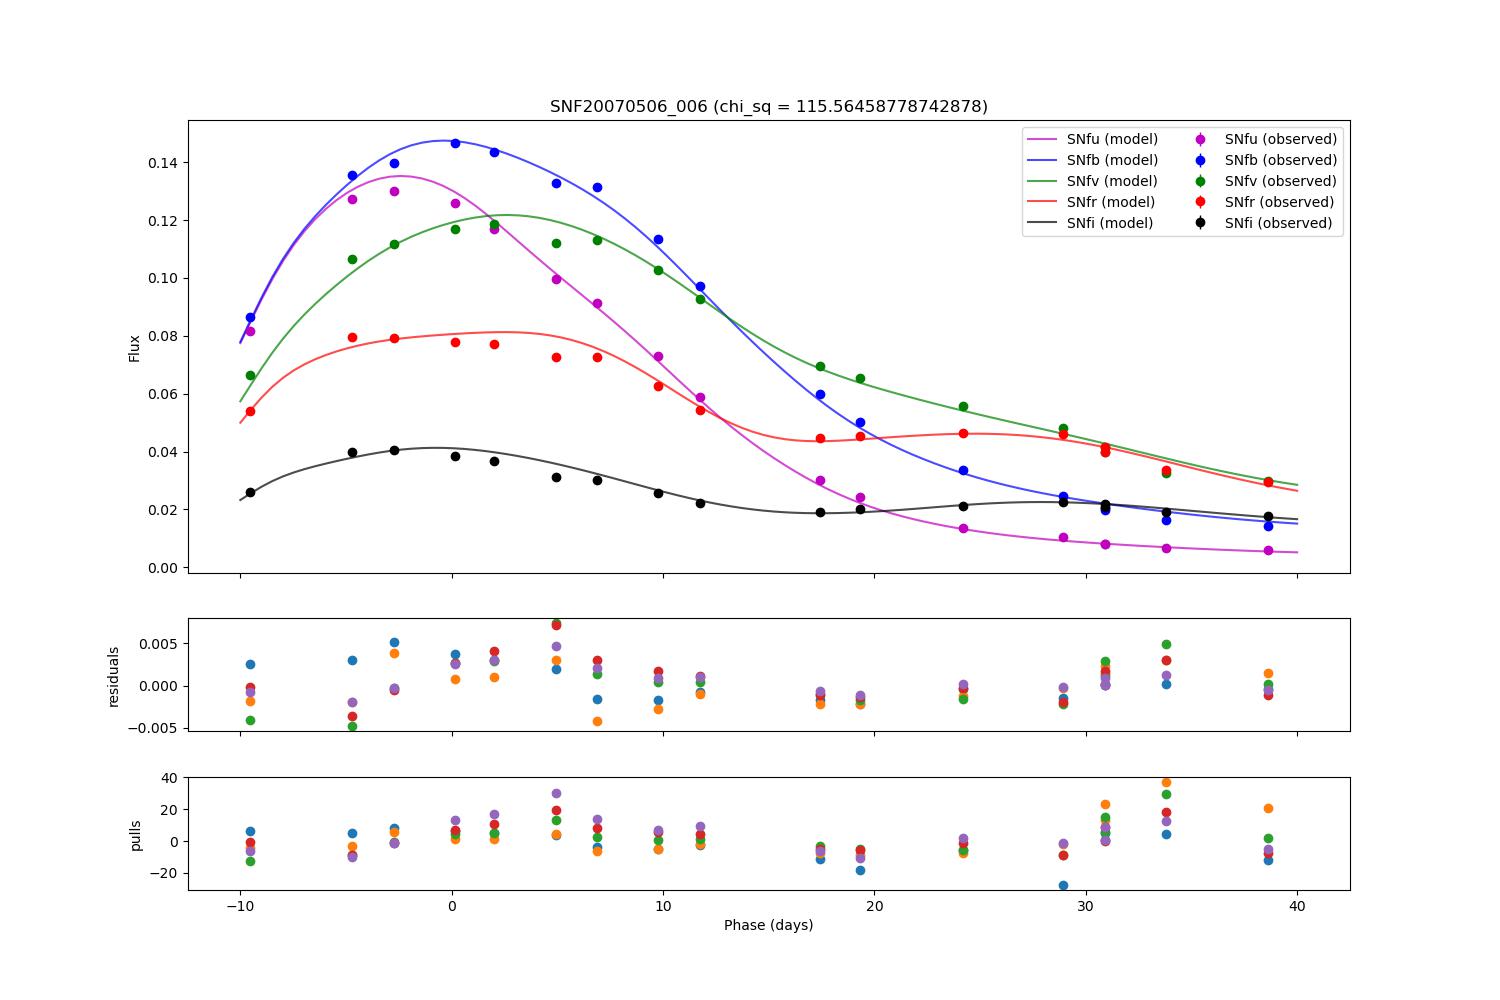 SNF20070506_006 (chi_sq = 115.56458778742878)
Flux
0.14
0.12
0.10
0.08
0.06
0.04
0.02
0.00
SNfu (model) SNfu (observed)
SNfb (model) SNfb (observed)
SNfv (model) SNfv (observed)
SNfr (model) SNfr (observed)
SNfi (model) SNfi (observed)
residuals
0.005
0.000
−0.005
pulls
40
20
0
−20
−10 0 10 20 30 40
Phase (days)